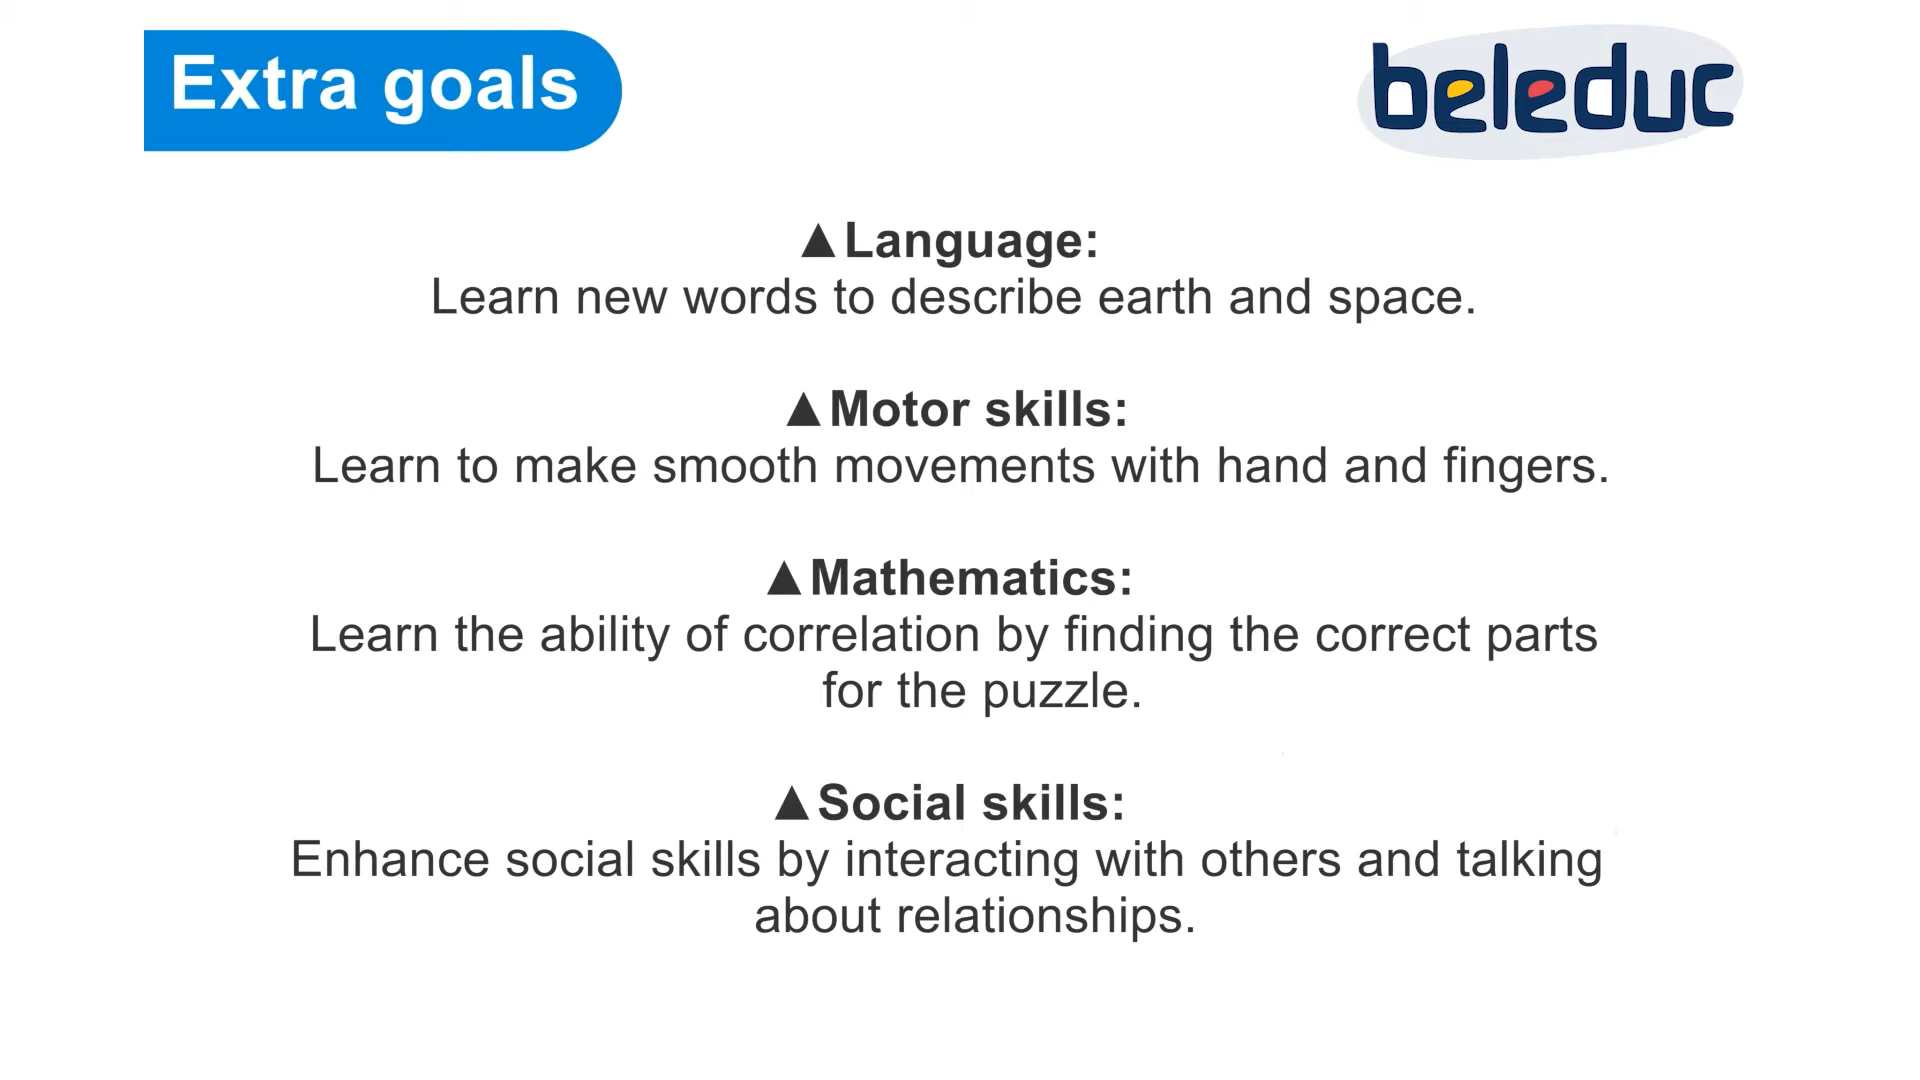 Extra goals
beleduc
▲Language:
Learn new words to describe earth and space.
▲Motor skills:
Learn to make smooth movements with hand and fingers.
▲Mathematics:
Learn the ability of correlation by finding the correct parts
for the puzzle.
▲Social skills:
Enhance social skills by interacting with others and talking
about relationships.